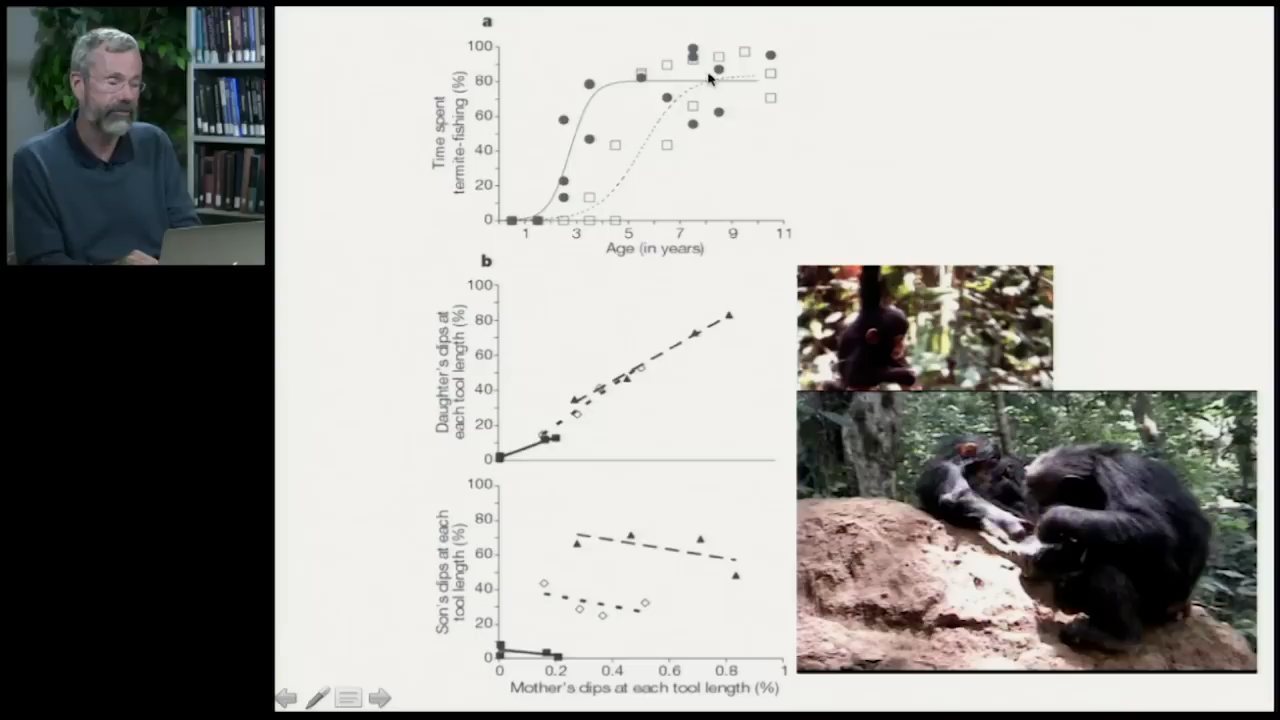 a
Time spent
termite-fishing (%)
100
80
60
40
20
0
1 3 5 7 9 11
Age (in years)
b
Daughter's dips at
each tool length (%)
100
80
60
40
20
0
Son's dips at each
tool length (%)
100
80
60
40
20
0
0 0.2 0.4 0.6 0.8 1
Mother's dips at each tool length (%)